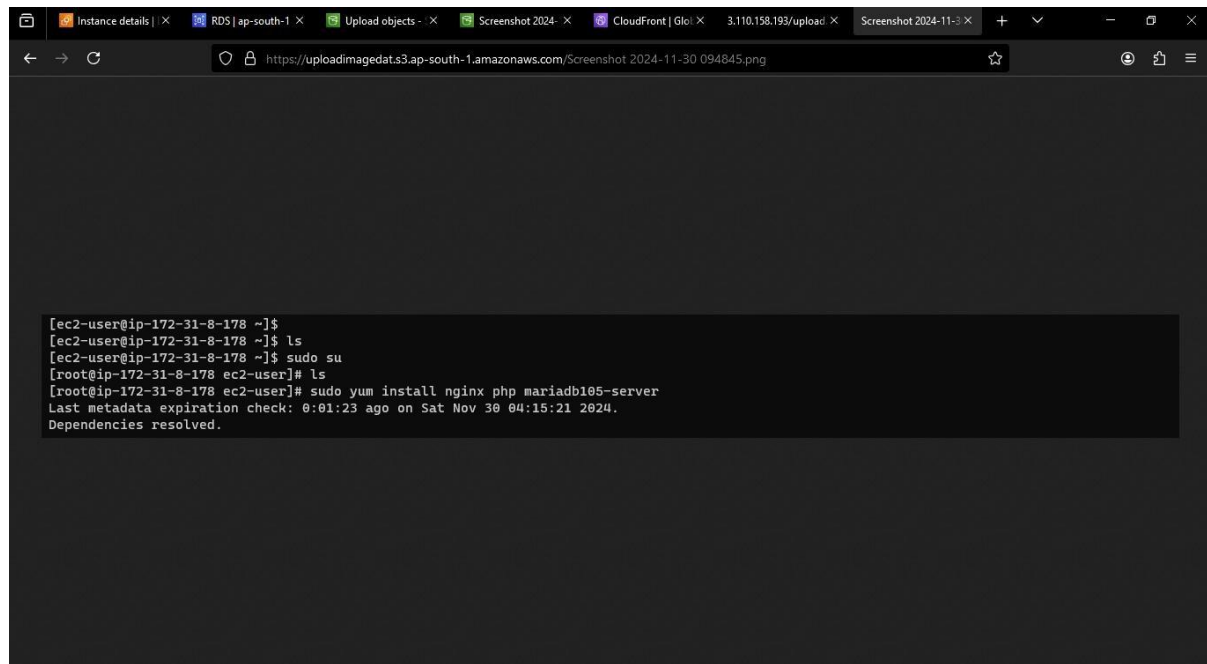 Instance details |
RDS | ap-south-1
Upload objects -
Screenshot 2024-
CloudFront | Glo
3.110.158.193/upload
Screenshot 2024-11-3
https://uploadimagedat.s3.ap-south-1.amazonaws.com/Screenshot 2024-11-30 094845.png
[ec2-user@ip-172-31-8-178 ~]$
[ec2-user@ip-172-31-8-178 ~]$ ls
[ec2-user@ip-172-31-8-178 ~]$ sudo su
[root@ip-172-31-8-178 ec2-user]# ls
[root@ip-172-31-8-178 ec2-user]# sudo yum install nginx php mariadb105-server
Last metadata expiration check: 0:01:23 ago on Sat Nov 30 04:15:21 2024.
Dependencies resolved.